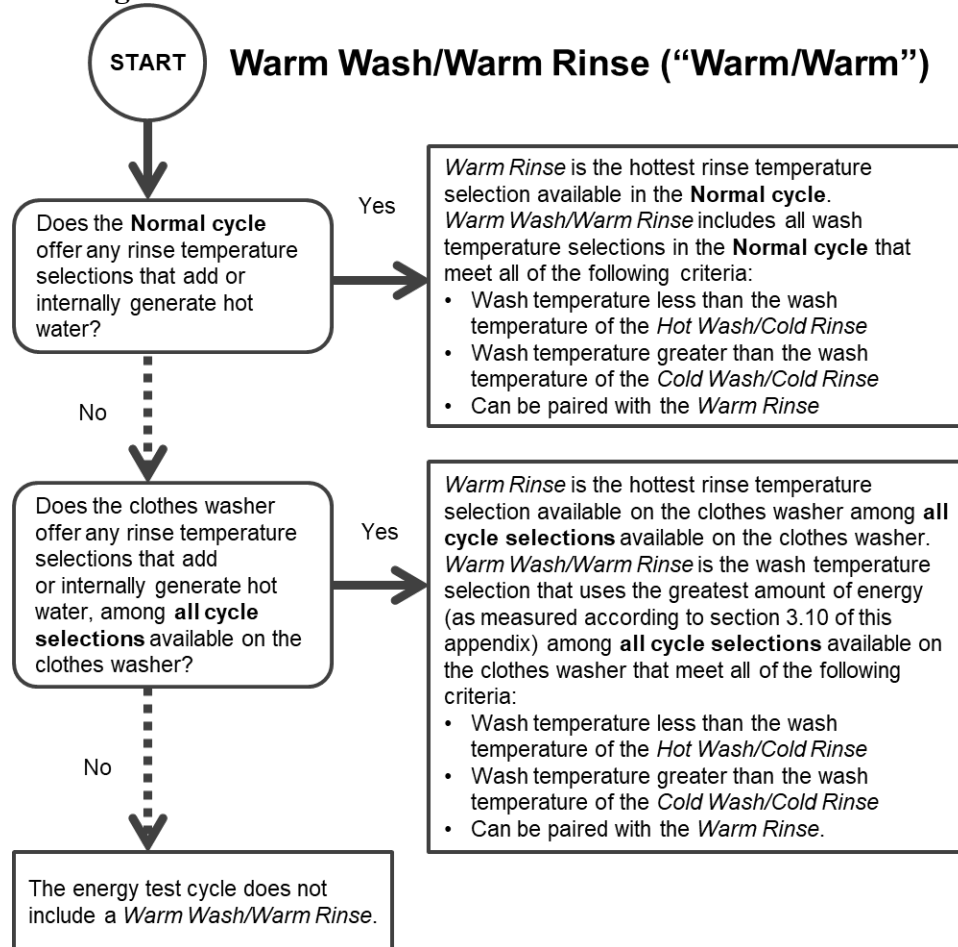 START
Warm Wash/Warm Rinse (“Warm/Warm”)
Does the Normal cycle
offer any rinse temperature
selections that add or
internally generate hot
water?
Yes
Warm Rinse is the hottest rinse temperature
selection available in the Normal cycle.
Warm Wash/Warm Rinse includes all wash
temperature selections in the Normal cycle that
meet all of the following criteria:
• Wash temperature less than the wash
temperature of the Hot Wash/Cold Rinse
• Wash temperature greater than the wash
temperature of the Cold Wash/Cold Rinse
• Can be paired with the Warm Rinse
No
Does the clothes washer
offer any rinse temperature
selections that add
or internally generate hot
water, among all cycle
selections available on the
clothes washer?
Yes
Warm Rinse is the hottest rinse temperature
selection available on the clothes washer among all
cycle selections available on the clothes washer.
Warm Wash/Warm Rinse is the wash temperature
selection that uses the greatest amount of energy
(as measured according to section 3.10 of this
appendix) among all cycle selections available on
the clothes washer that meet all of the following
criteria:
• Wash temperature less than the wash
temperature of the Hot Wash/Cold Rinse
• Wash temperature greater than the wash
temperature of the Cold Wash/Cold Rinse
• Can be paired with the Warm Rinse.
No
The energy test cycle does not
include a Warm Wash/Warm Rinse.